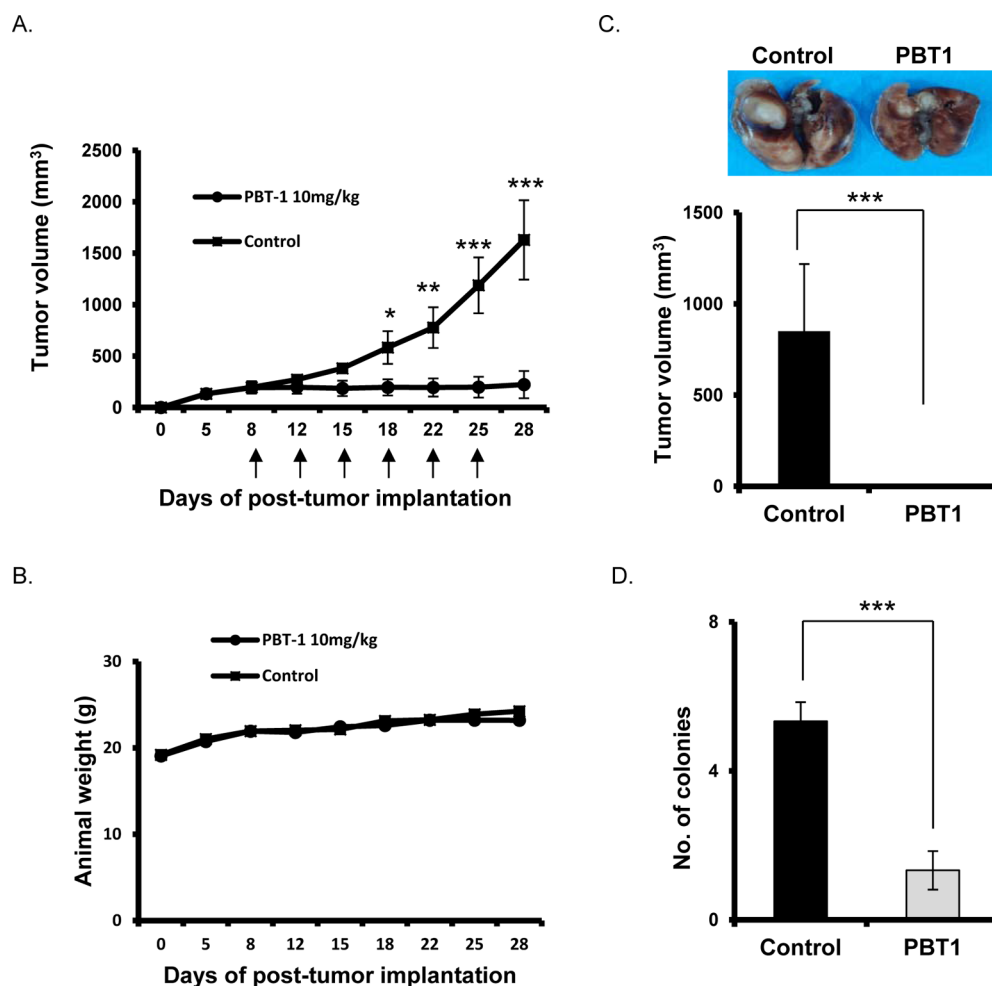 A.
Tumor volume (mm³)
2500
2000
1500
1000
500
0
PBT-1 10mg/kg
Control
*
**
***
***
0 5 8 12 15 18 22 25 28
Days of post-tumor implantation
B.
Animal weight (g)
30
20
10
0
PBT-1 10mg/kg
Control
0 5 8 12 15 18 22 25 28
Days of post-tumor implantation
C.
Control PBT1
Tumor volume (mm³)
1500
1000
500
0
***
Control PBT1
D.
No. of colonies
8
4
0
***
Control PBT1